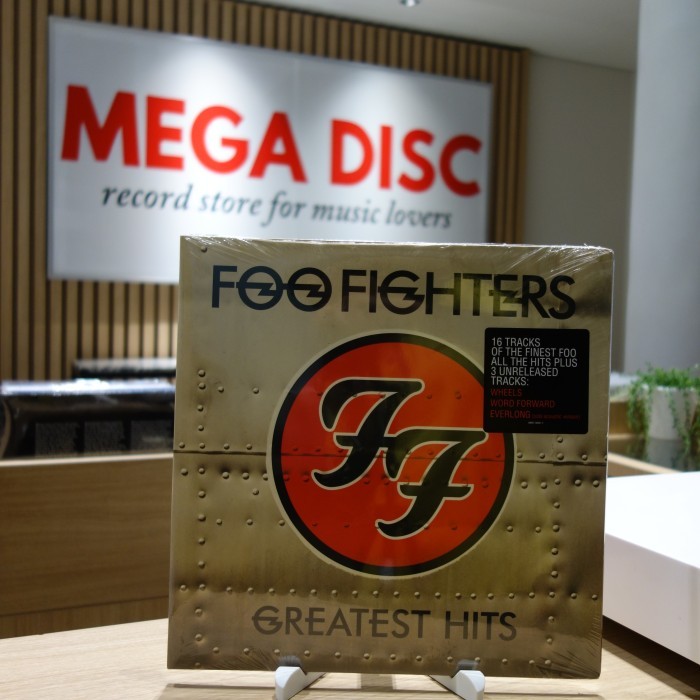 MEGA DISC
record store for music lovers
FOO FIGHTERS
16 TRACKS
OF THE FINEST FOO
ALL THE HITS PLUS
3 UNRELEASED
TRACKS:
WHEELS
WORD FORWARD
EVERLONG
FF
GREATEST HITS